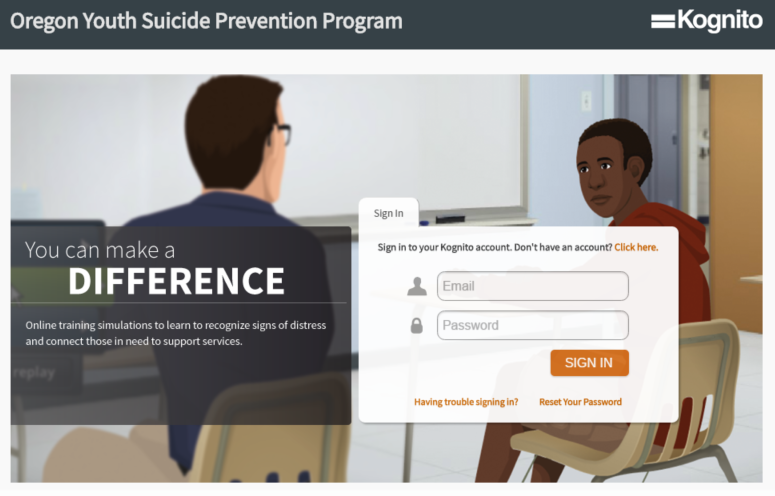 Oregon Youth Suicide Prevention Program
Kognito
Sign In
You can make a
DIFFERENCE
Online training simulations to learn to recognize signs of distress
and connect those in need to support services.
replay
Sign in to your Kognito account. Don't have an account? Click here.
Email
Password
SIGN IN
Having trouble signing in? Reset Your Password